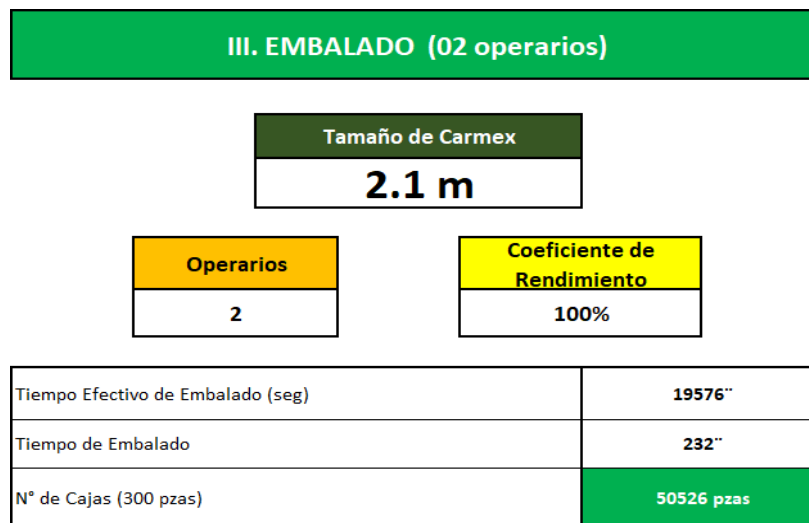 III. EMBALADO (02 operarios)
Tamaño de Carmex
2.1 m
Operarios
2
Coeficiente de
Rendimiento
100%
Tiempo Efectivo de Embalado (seg) 19576¨
Tiempo de Embalado 232¨
N° de Cajas (300 pzas) 50526 pzas